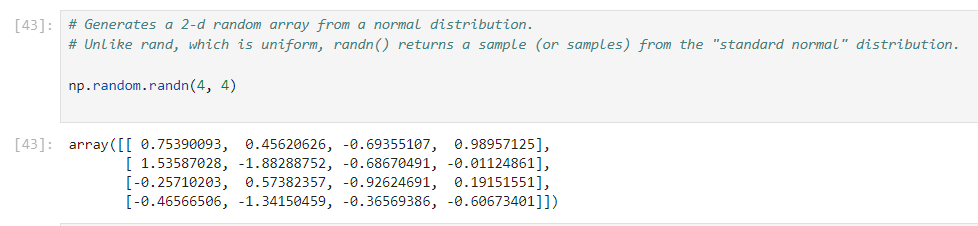 [43]: # Generates a 2-d random array from a normal distribution.
# Unlike rand, which is uniform, randn() returns a sample (or samples) from the "standard normal" distribution.
np.random.randn(4, 4)
[43]: array([[ 0.75390093,  0.45620626, -0.69355107,  0.98957125],
[ 1.53587028, -1.88288752, -0.68670491, -0.01124861],
[-0.25710203,  0.57382357, -0.92624691,  0.19151551],
[-0.46566506, -1.34150459, -0.36569386, -0.60673401]])